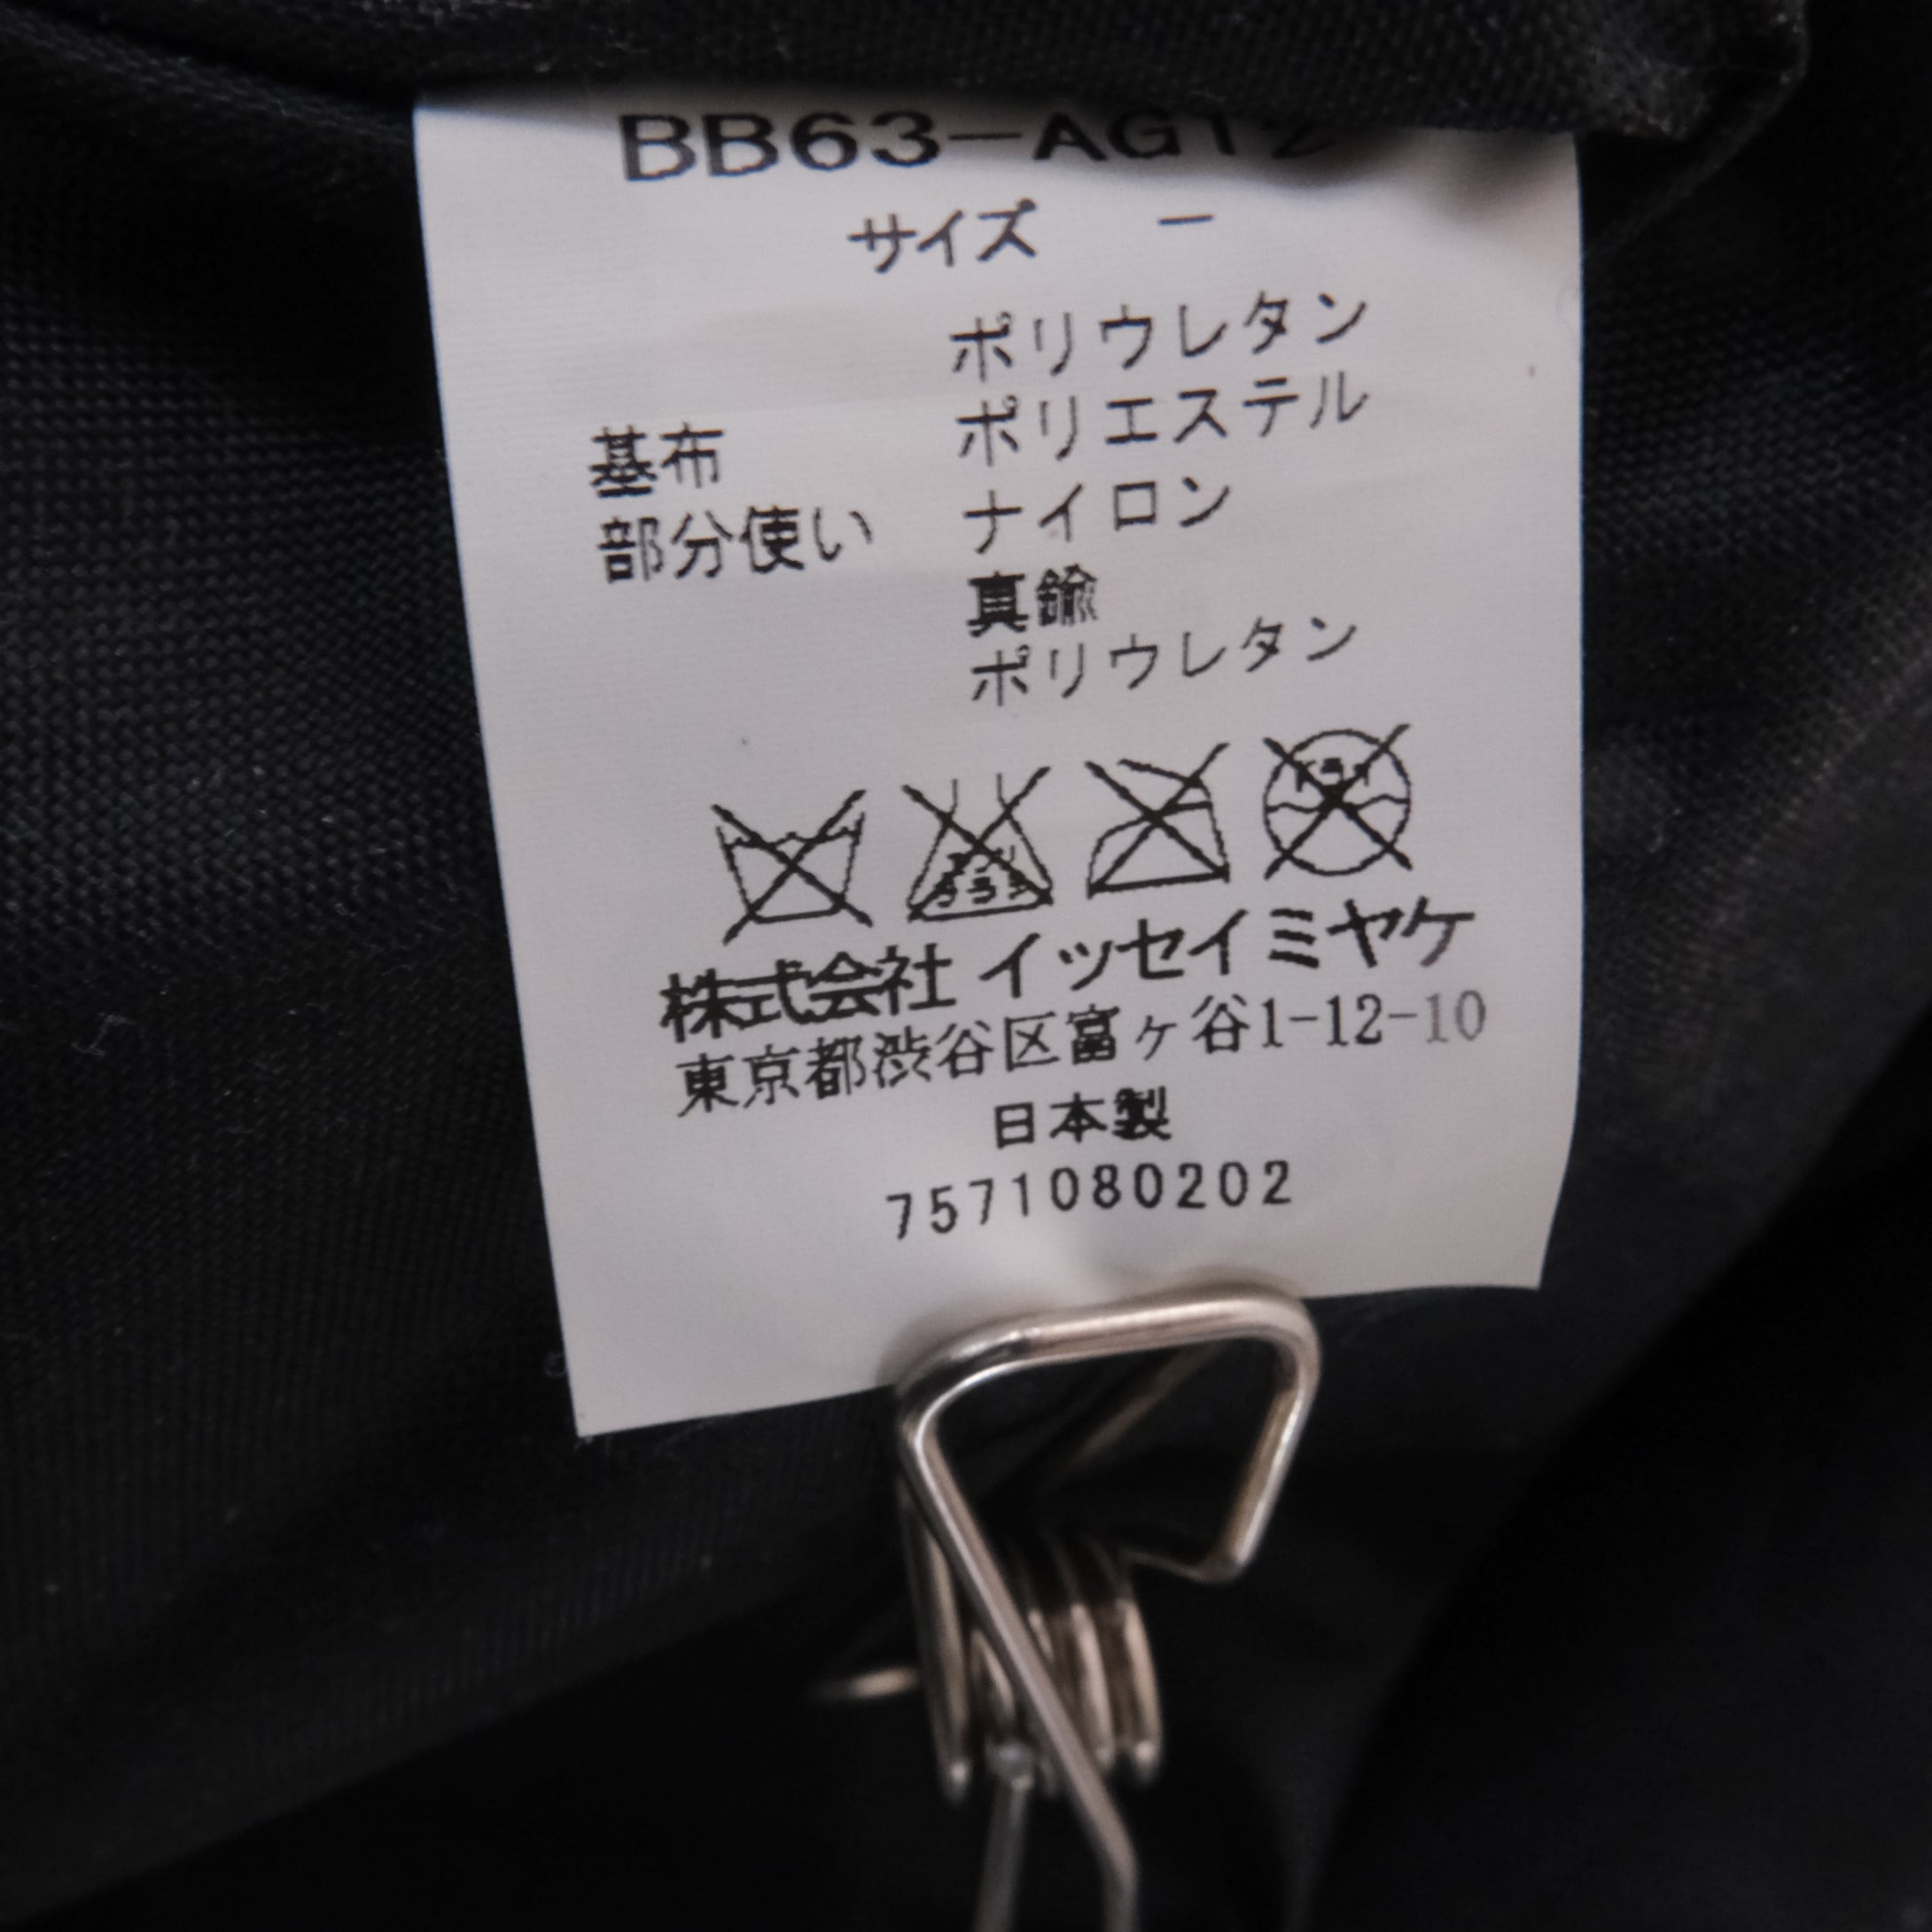 BB63-AG12
サイズ －
ポリウレタン
基布 ポリエステル
部分使い ナイロン
真鍮
ポリウレタン
株式会社 イッセイミヤケ
東京都渋谷区富ヶ谷1-12-10
日本製
7571080202